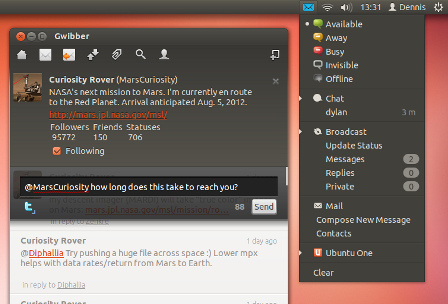 13:31 Dennis
Gwibber
Curiosity Rover (MarsCuriosity)
NASA's next mission to Mars. I'm currently en route
to the Red Planet. Arrival anticipated Aug. 5, 2012.
http://mars.jpl.nasa.gov/msl/
Followers Friends Statuses
95772 150 706
Following
@MarsCuriosity how long does this take to reach you?
88 Send
in reply to
Curiosity Rover 1 day ago
@Diphallia Try pushing a huge file across space :) Lower mpx
helps with data rates/return from Mars to Earth.
in reply to Diphallia
Curiosity Rover 1 day ago
Available
Away
Busy
Invisible
Offline
Chat
dylan 3 m
Broadcast
Update Status
Messages 2
Replies 0
Private 0
Mail
Compose New Message
Contacts
Ubuntu One
Clear